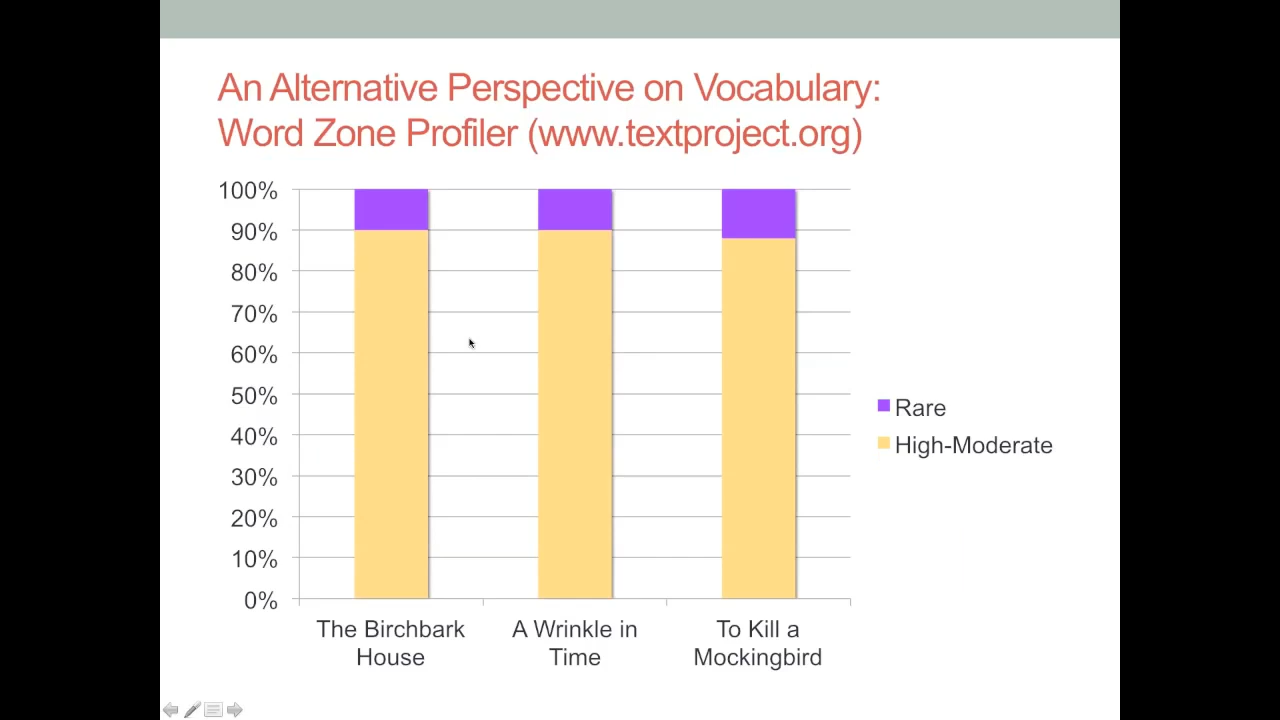 An Alternative Perspective on Vocabulary:
Word Zone Profiler (www.textproject.org)
100%
90%
80%
70%
60%
50%
40%
30%
20%
10%
0%
The Birchbark
House
A Wrinkle in
Time
To Kill a
Mockingbird
Rare
High-Moderate